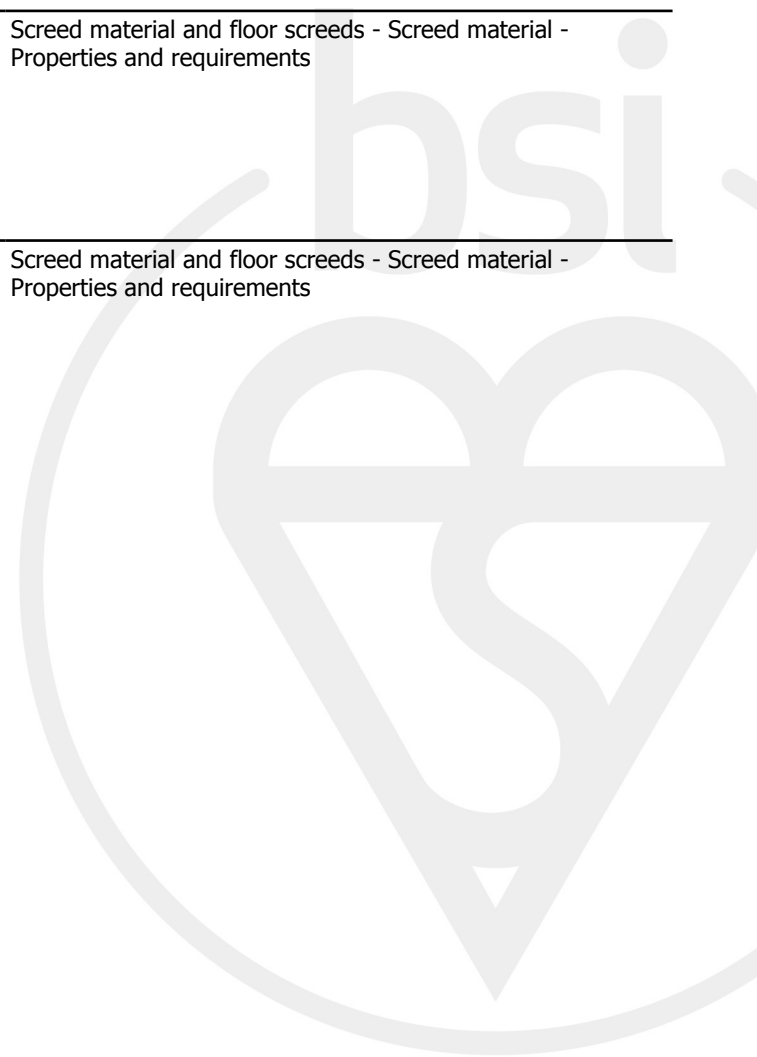 Screed material and floor screeds - Screed material -
Properties and requirements
bsi
Screed material and floor screeds - Screed material -
Properties and requirements